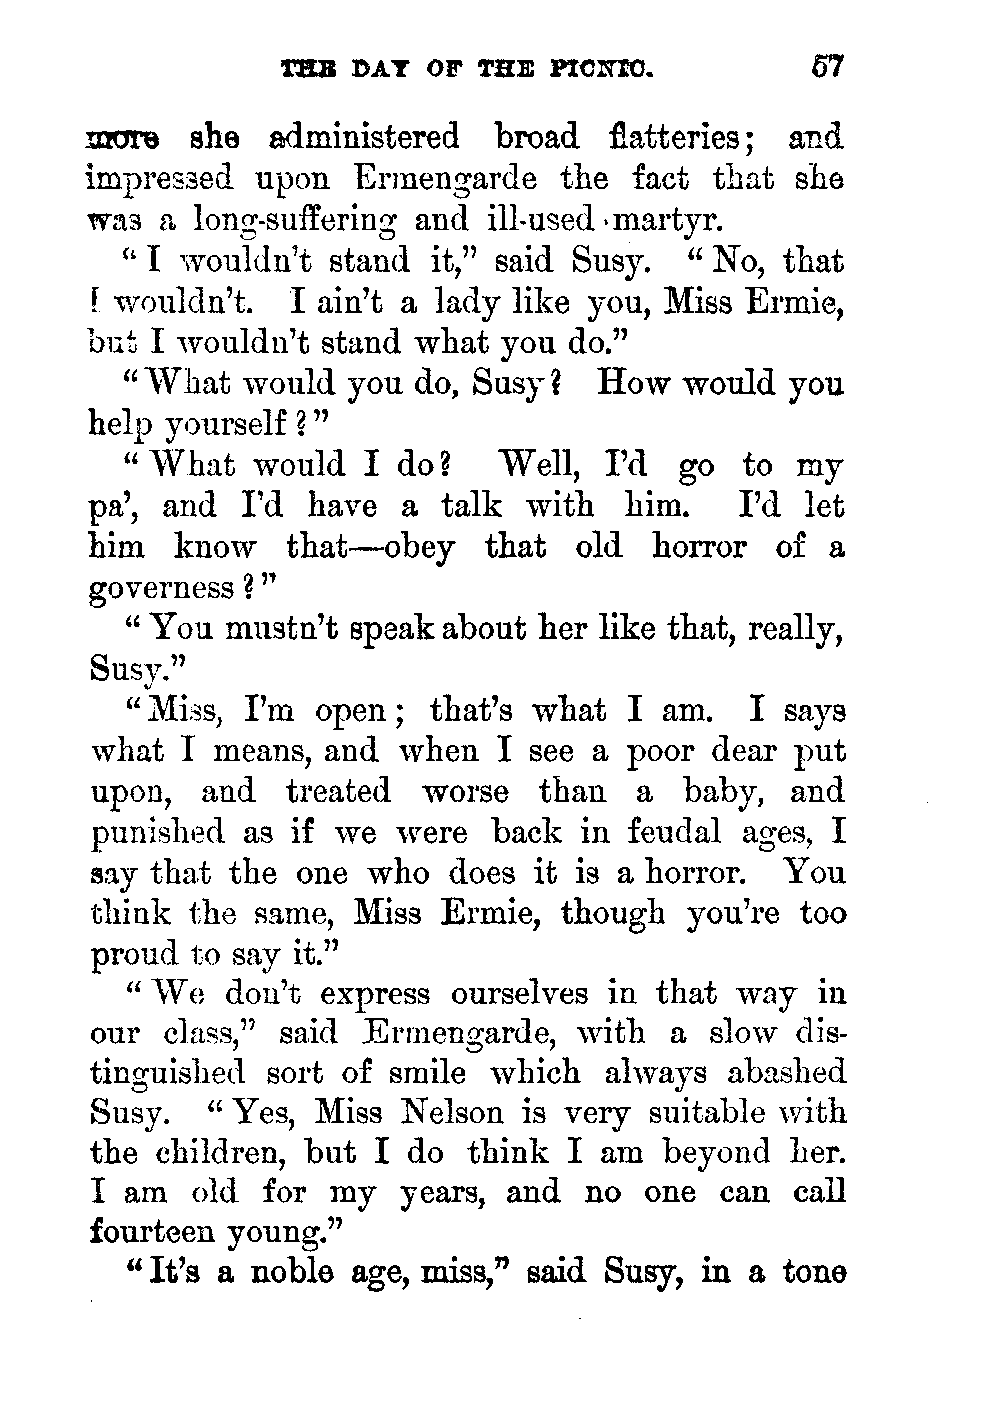 THE DAY OF THE PICNIC. 57
more she administered broad flatteries; and
impressed upon Ermengarde the fact that she
was a long-suffering and ill-used martyr.
“I wouldn’t stand it,” said Susy. “No, that
I wouldn’t. I ain’t a lady like you, Miss Ermie,
but I wouldn’t stand what you do.”
“What would you do, Susy? How would you
help yourself?”
“What would I do? Well, I’d go to my
pa’, and I’d have a talk with him. I’d let
him know that—obey that old horror of a
governess?”
“You mustn’t speak about her like that, really,
Susy.”
“Miss, I’m open; that’s what I am. I says
what I means, and when I see a poor dear put
upon, and treated worse than a baby, and
punished as if we were back in feudal ages, I
say that the one who does it is a horror. You
think the same, Miss Ermie, though you’re too
proud to say it.”
“We don’t express ourselves in that way in
our class,” said Ermengarde, with a slow dis-
tinguished sort of smile which always abashed
Susy. “Yes, Miss Nelson is very suitable with
the children, but I do think I am beyond her.
I am old for my years, and no one can call
fourteen young.”
“It’s a noble age, miss,” said Susy, in a tone